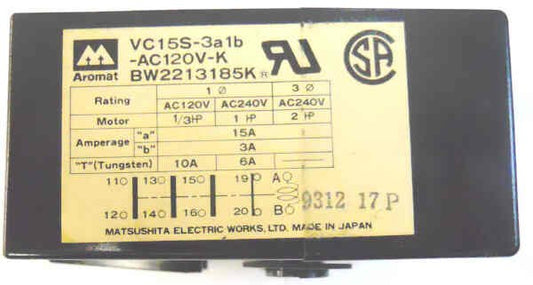 Aromat
VC15S-3a1b
-AC120V-K
BW2213185K ®
1 Ø 3 Ø
Rating AC120V AC240V AC240V
Motor 1/3HP 1 HP 2 HP
Amperage "a" 15A
"b" 3A
"T"(Tungsten) 10A 6A
11 13 15 19 A
9312 17 P
12 14 16 20 B
MATSUSHITA ELECTRIC WORKS, LTD. MADE IN JAPAN